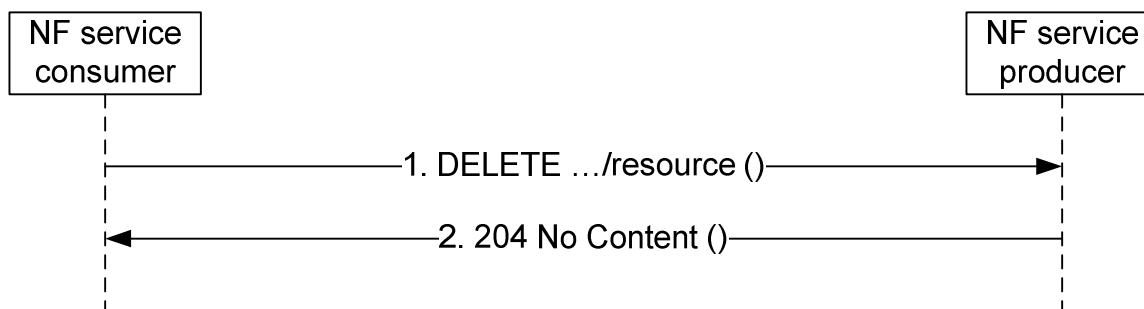 NF service
consumer
NF service
producer
1. DELETE …/resource ()
2. 204 No Content ()